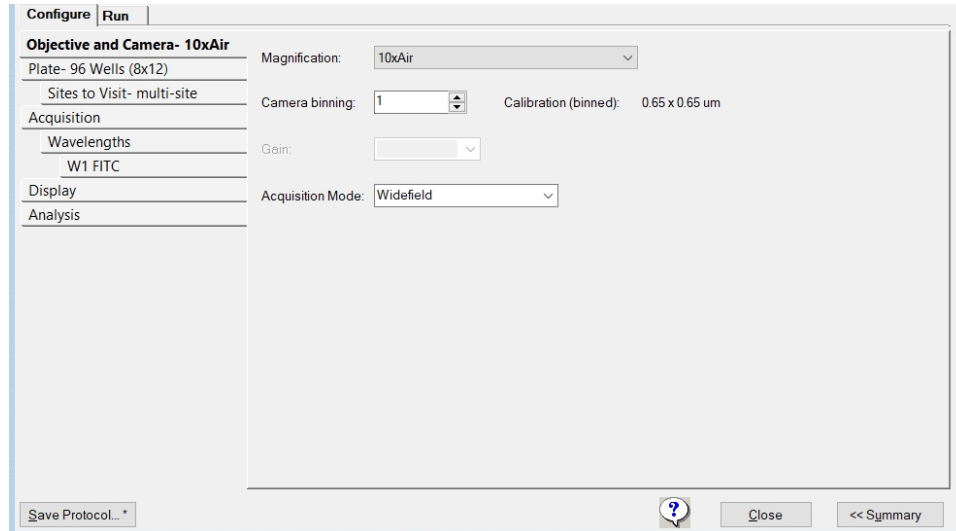 Configure Run
Objective and Camera- 10xAir
Plate- 96 Wells (8x12)
Sites to Visit- multi-site
Acquisition
Wavelengths
W1 FITC
Display
Analysis
Magnification: 10xAir
Camera binning: 1 Calibration (binned): 0.65 x 0.65 um
Gain:
Acquisition Mode: Widefield
Save Protocol... * ? Close << Summary